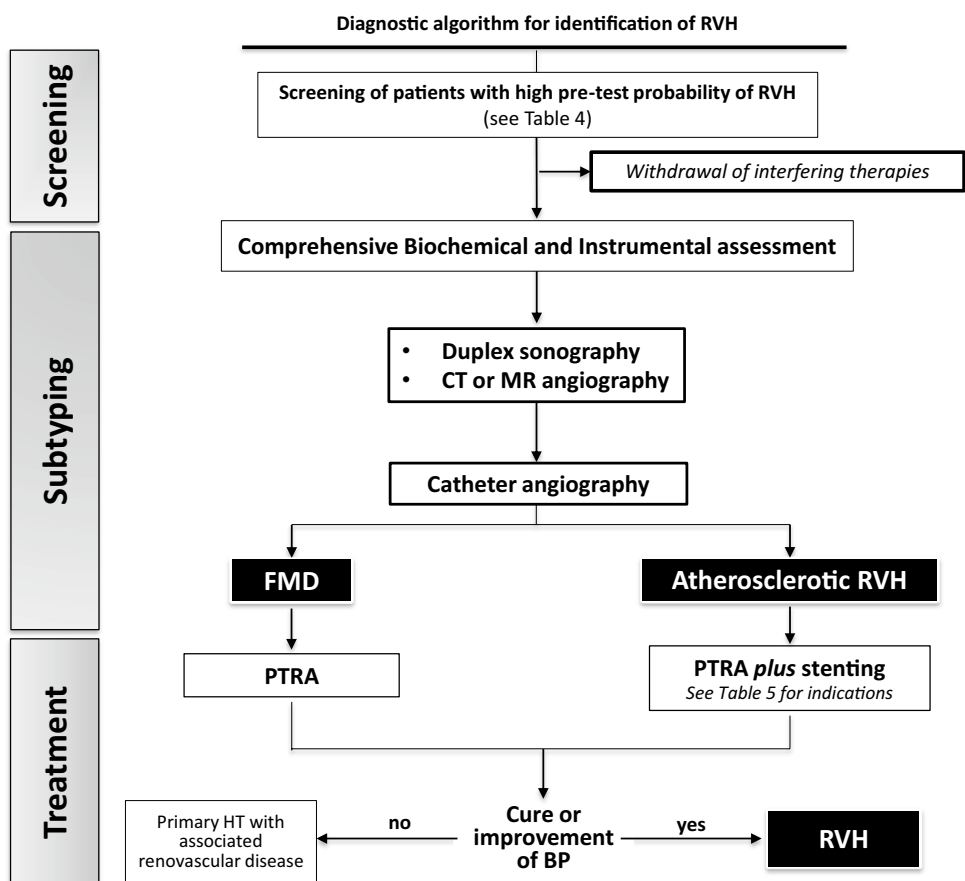 Diagnostic algorithm for identification of RVH
Screening
Screening of patients with high pre-test probability of RVH
(see Table 4)
Withdrawal of interfering therapies
Subtyping
Comprehensive Biochemical and Instrumental assessment
• Duplex sonography
• CT or MR angiography
Catheter angiography
FMD
Atherosclerotic RVH
Treatment
PTRA
PTRA plus stenting
See Table 5 for indications
Cure or
improvement
of BP
no
yes
Primary HT with
associated
renovascular disease
RVH